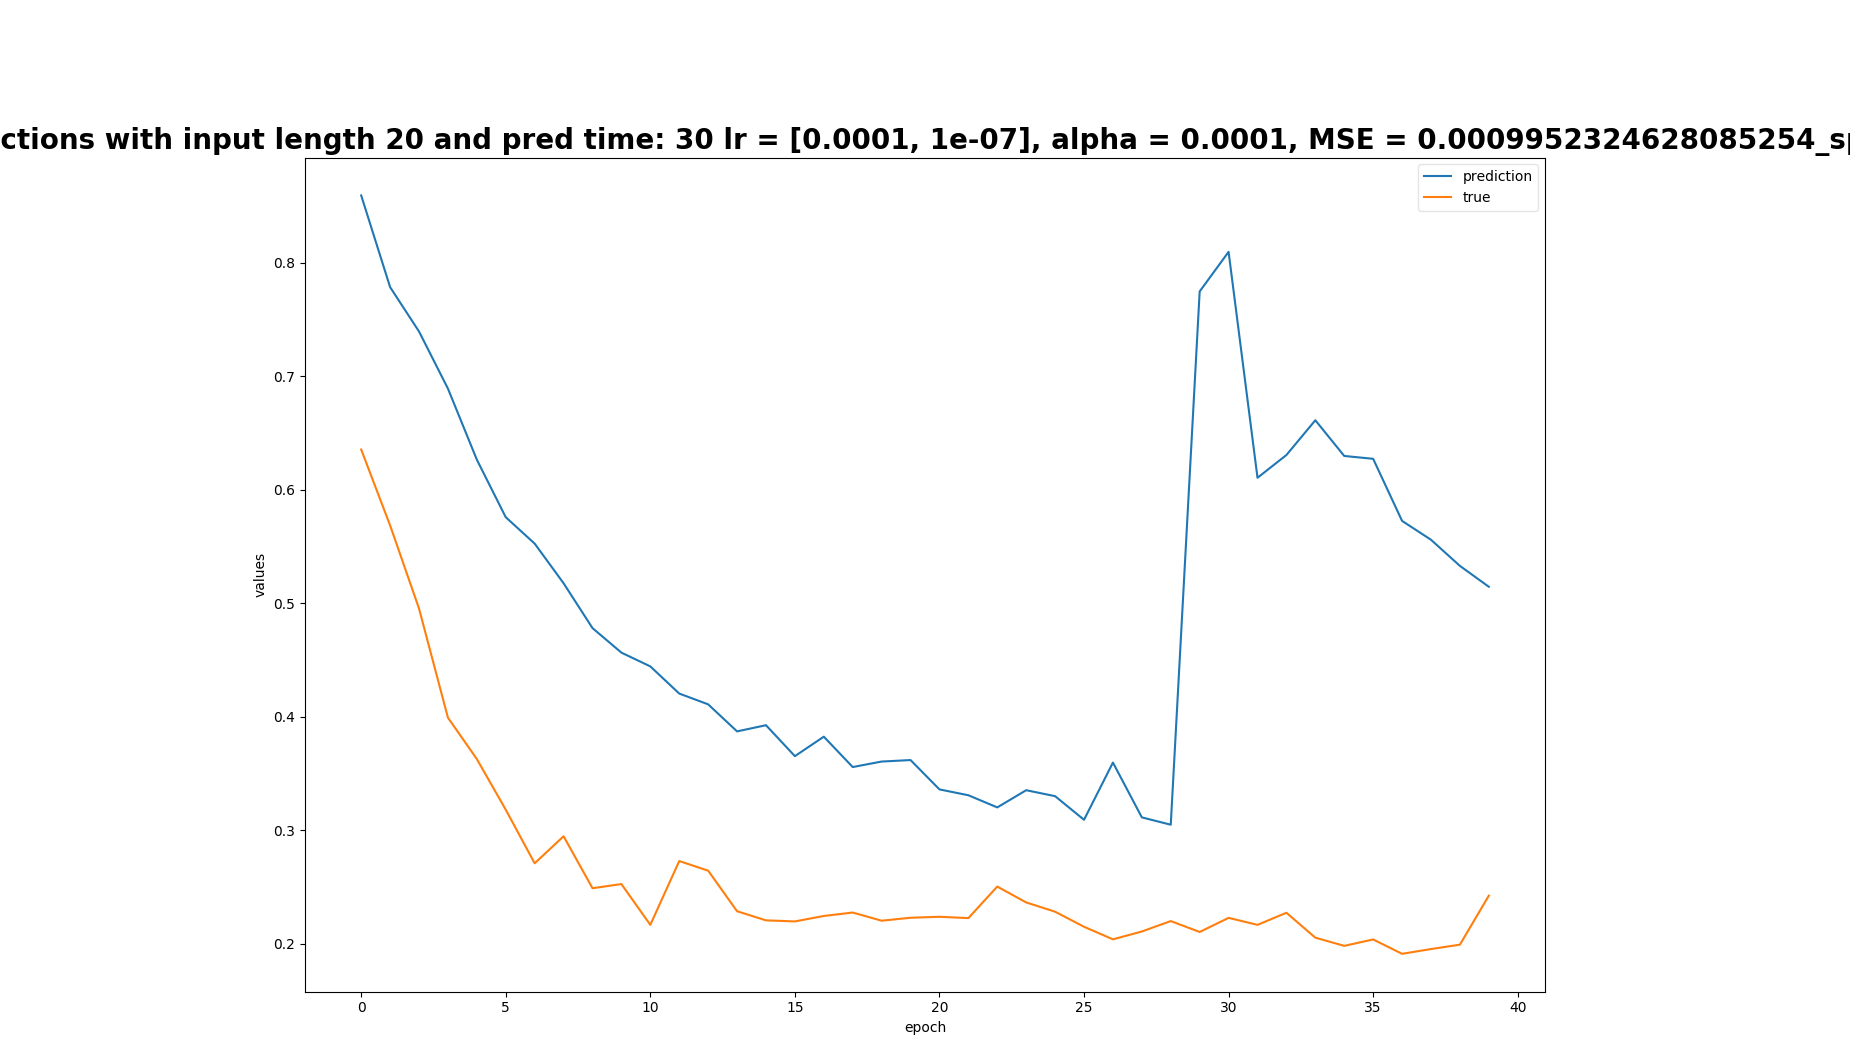 ctions with input length 20 and pred time: 30 lr = [0.0001, 1e-07], alpha = 0.0001, MSE = 0.0009952324628085254_sp
prediction
true
0.8
0.7
0.6
0.5
0.4
0.3
0.2
values
0 5 10 15 20 25 30 35 40
epoch